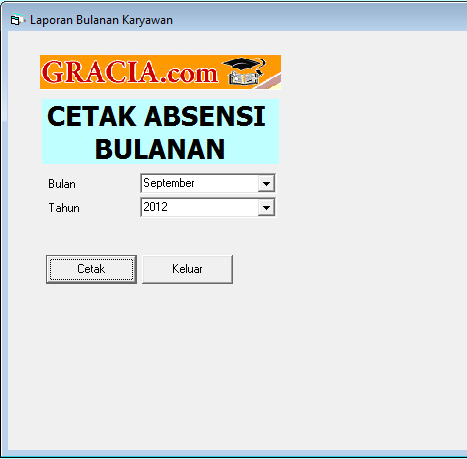 Laporan Bulanan Karyawan
GRACIA.com
CETAK ABSENSI
BULANAN
Bulan September
Tahun 2012
Cetak Keluar